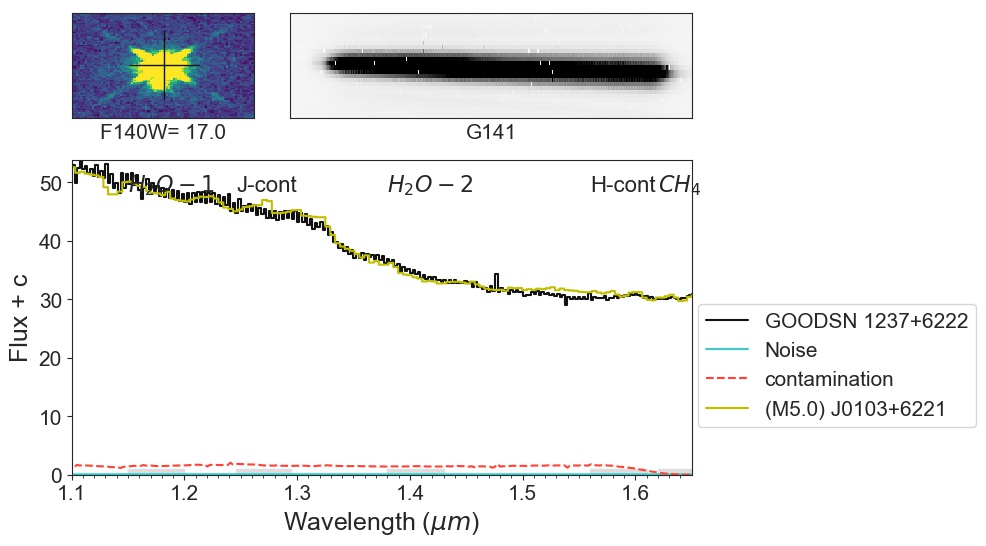 F140W= 17.0
G141
H₂O − 1 J-cont H₂O − 2 H-cont CH₄
50
40
30
20
10
0
Flux + c
1.1 1.2 1.3 1.4 1.5 1.6
Wavelength (μm)
GOODSN 1237+6222
Noise
contamination
(M5.0) J0103+6221